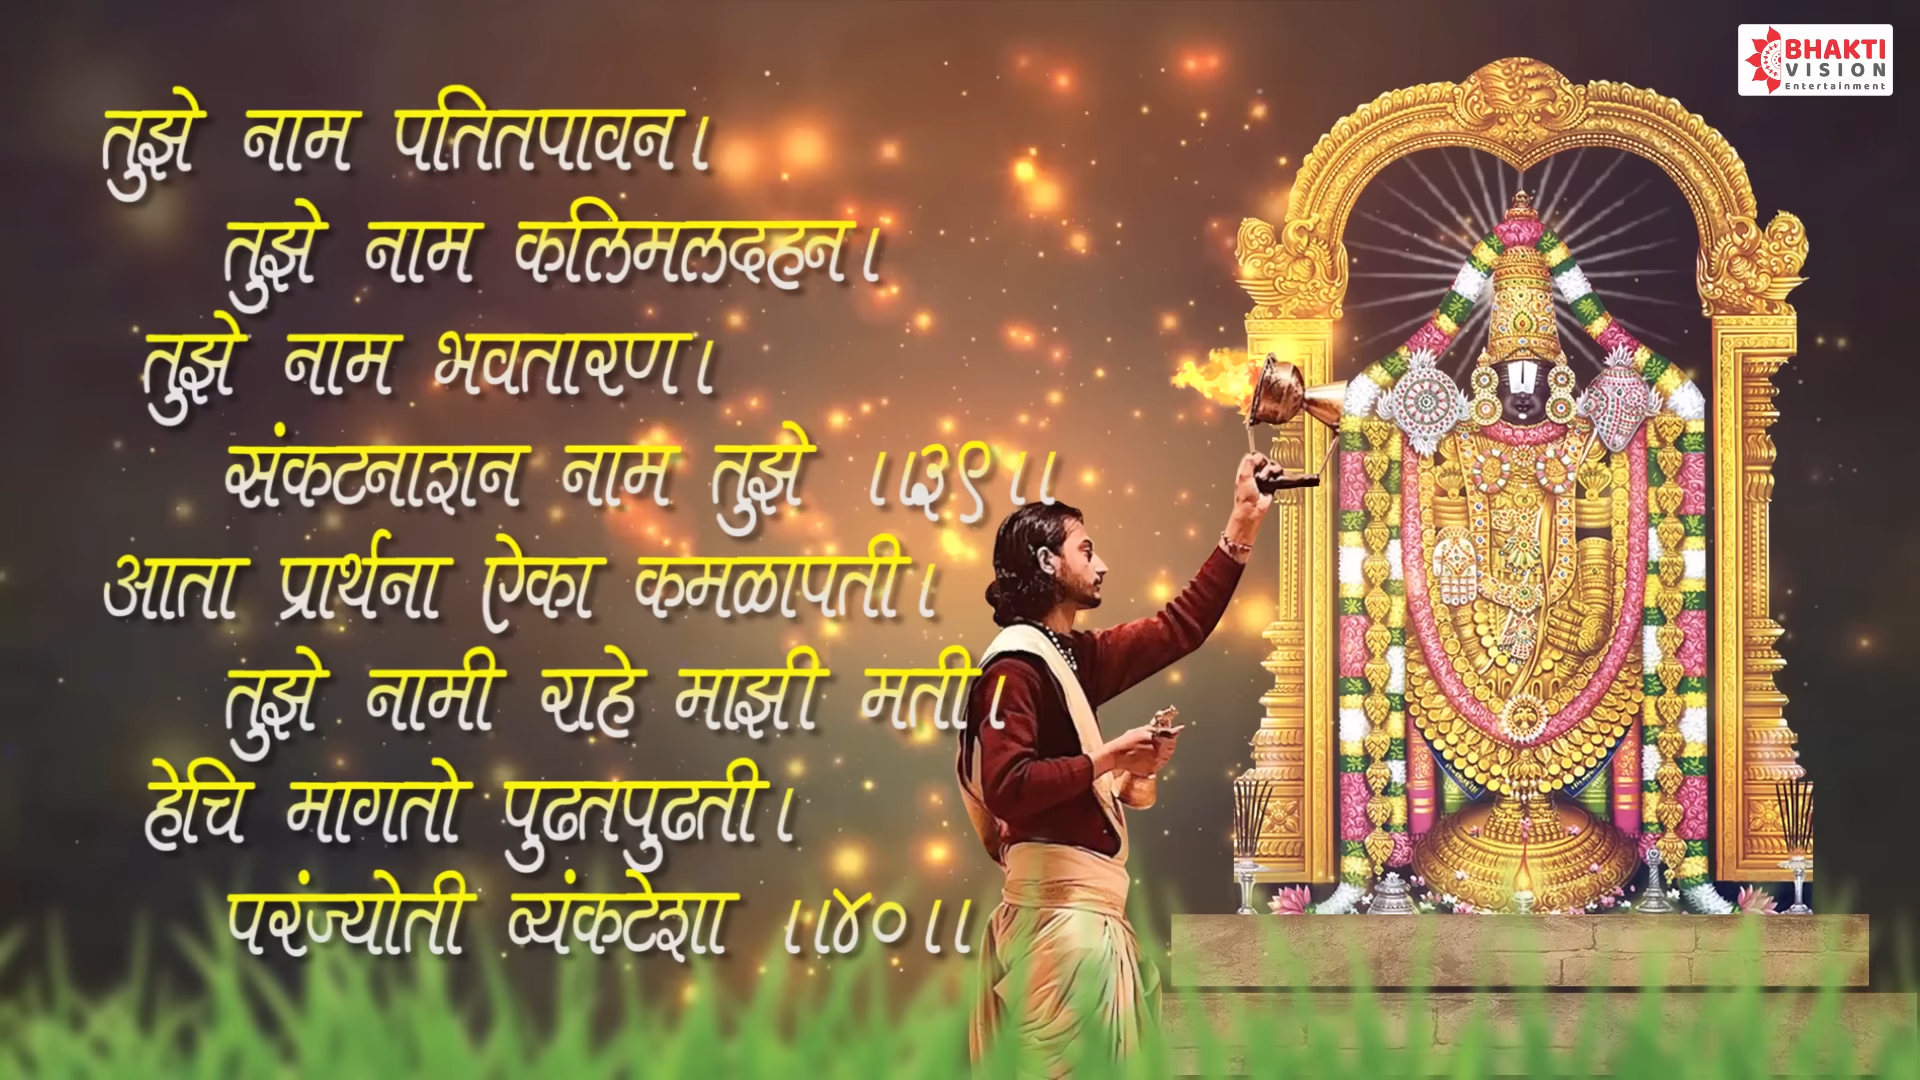 तुझे नाम पतितपावन।
तुझे नाम कलिमलदहन।
तुझे नाम भवतारण।
संकटनाशन नाम तुझे ।।३९।।
आता प्रार्थना ऐका कमळापती।
तुझे नामी राहे माझी मती।
हेचि मागतो पुढतपुढती।
परंज्योती व्यंकटेशा ।।४०।।
BHAKTI
VISION
Entertainment